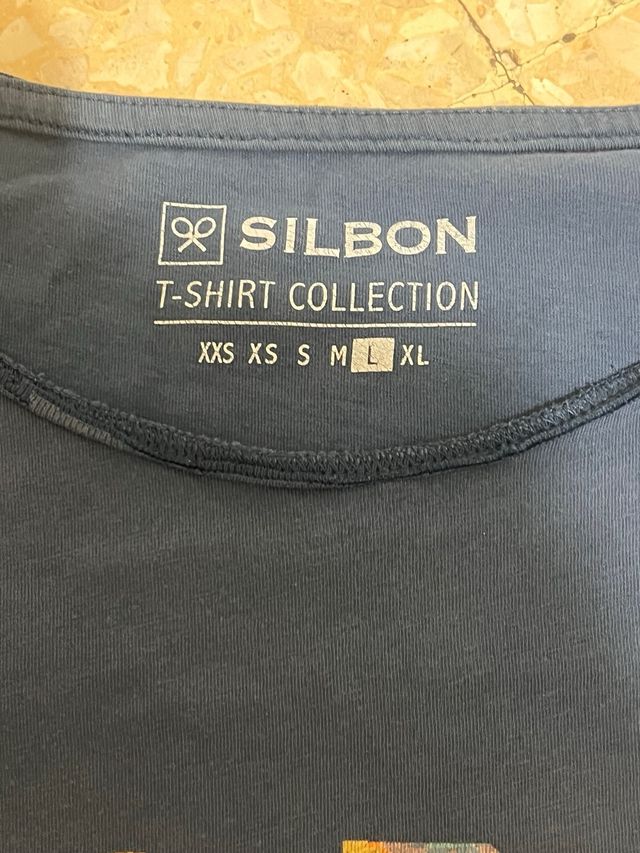 SILBON
T-SHIRT COLLECTION
XXS XS S M L XL